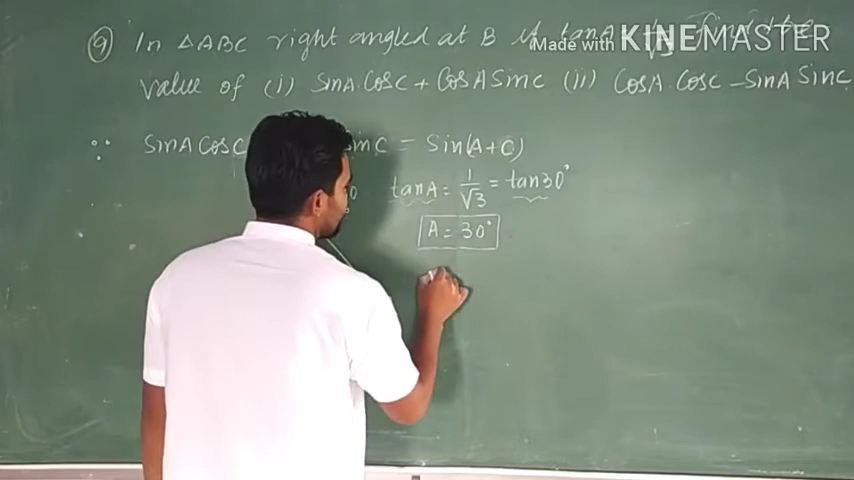 9) In △ABC right angled at B if tanA
Made with KINEMASTER
value of (i) SinA.CosC + CosA SinC (ii) CosA.CosC - SinA SinC
∵ SinA CosC SinC = Sin(A+C)
tanA = 1/√3 = tan30°
A = 30°